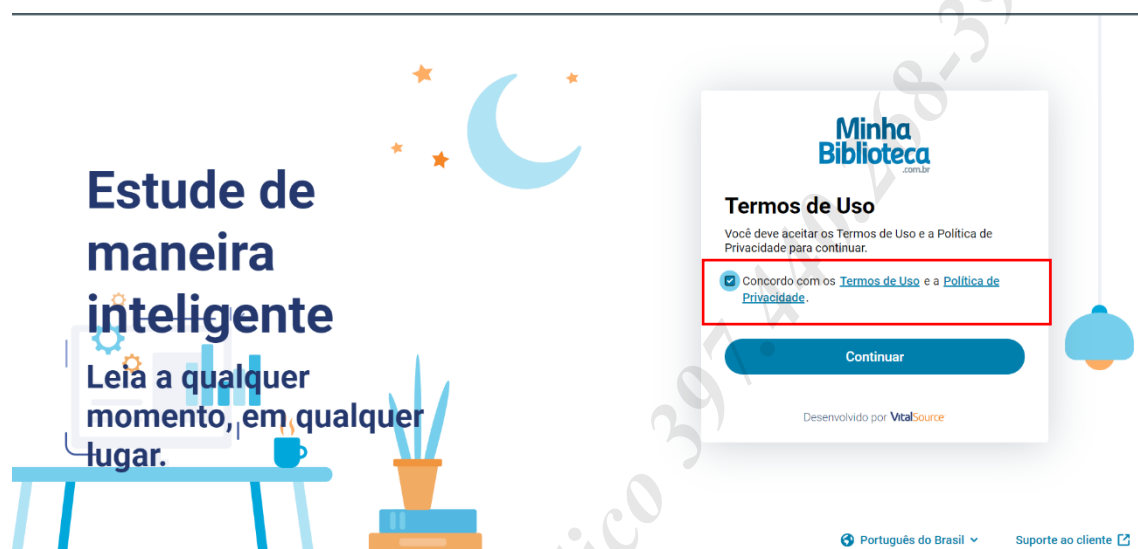 Estude de
maneira
inteligente
Leia a qualquer
momento, em qualquer
lugar.
Minha
Biblioteca
.com.br
Termos de Uso
Você deve aceitar os Termos de Uso e a Política de
Privacidade para continuar.
Concordo com os Termos de Uso e a Política de
Privacidade.
Continuar
Desenvolvido por VitalSource
Português do Brasil
Suporte ao cliente